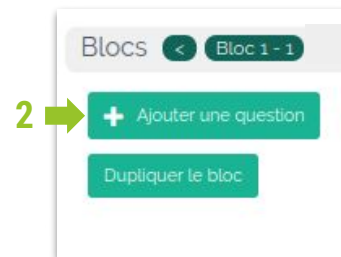 Blocs < Bloc 1 - 1
2 + Ajouter une question
Dupliquer le bloc